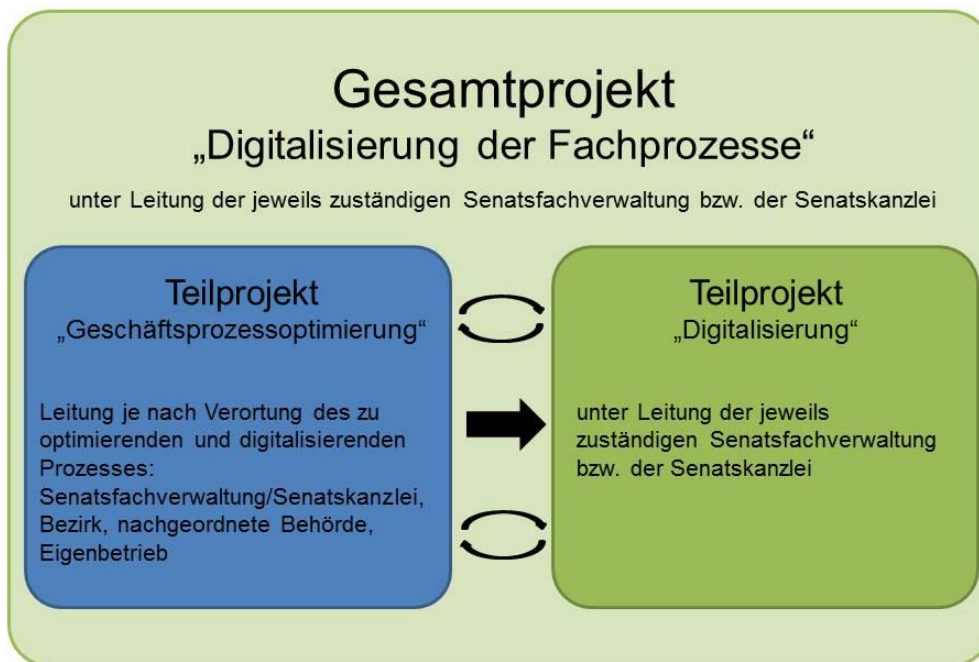 Gesamtprojekt
„Digitalisierung der Fachprozesse“
unter Leitung der jeweils zuständigen Senatsfachverwaltung bzw. der Senatskanzlei
Teilprojekt
„Geschäftsprozessoptimierung“
Leitung je nach Verortung des zu
optimierenden und digitalisierenden
Prozesses:
Senatsfachverwaltung/Senatskanzlei,
Bezirk, nachgeordnete Behörde,
Eigenbetrieb
Teilprojekt
„Digitalisierung“
unter Leitung der jeweils
zuständigen Senatsfachverwaltung
bzw. der Senatskanzlei